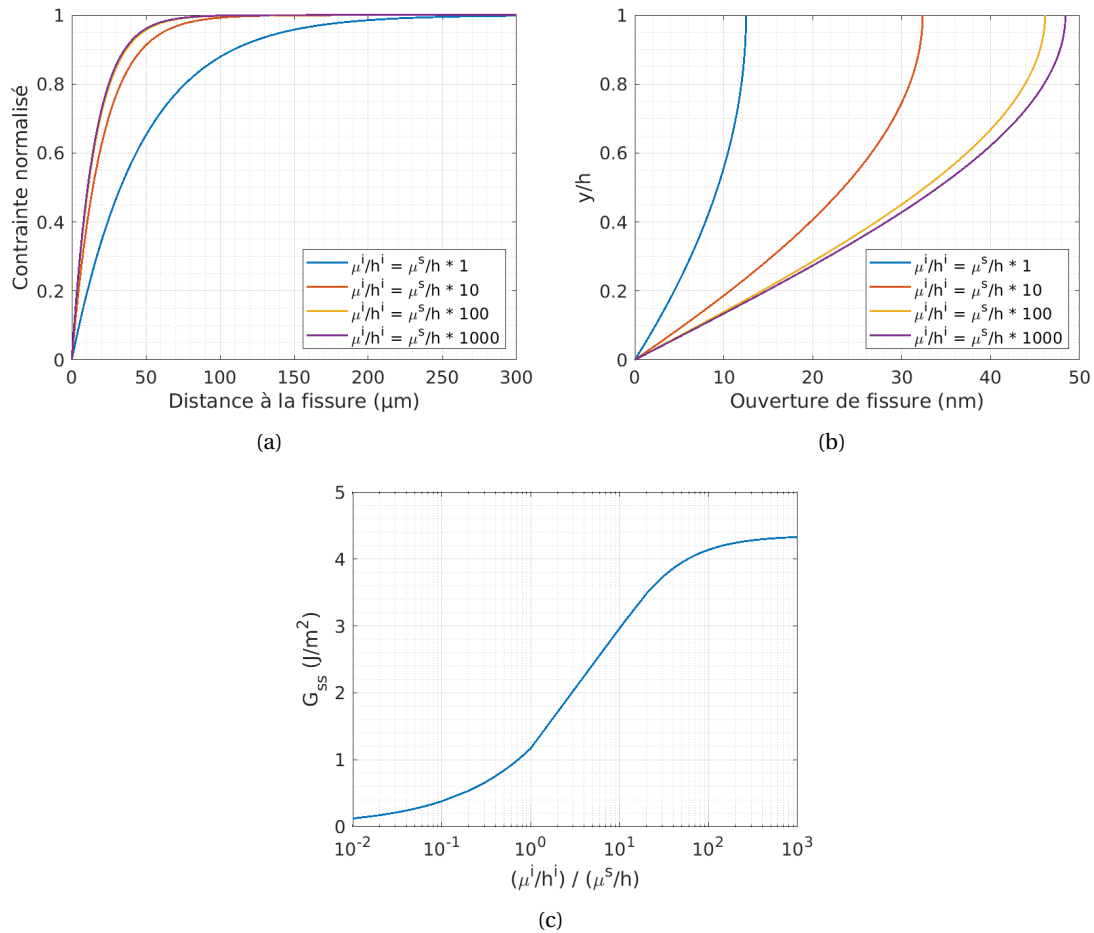 Contrainte normalisé
1
0.8
0.6
0.4
0.2
0
0 50 100 150 200 250 300
Distance à la fissure (µm)
μⁱ/hⁱ = μˢ/h * 1
μⁱ/hⁱ = μˢ/h * 10
μⁱ/hⁱ = μˢ/h * 100
μⁱ/hⁱ = μˢ/h * 1000
(a)
y/h
1
0.8
0.6
0.4
0.2
0
0 10 20 30 40 50
Ouverture de fissure (nm)
μⁱ/hⁱ = μˢ/h * 1
μⁱ/hⁱ = μˢ/h * 10
μⁱ/hⁱ = μˢ/h * 100
μⁱ/hⁱ = μˢ/h * 1000
(b)
G_ss (J/m²)
5
4
3
2
1
0
10⁻² 10⁻¹ 10⁰ 10¹ 10² 10³
(μⁱ/hⁱ) / (μˢ/h)
(c)